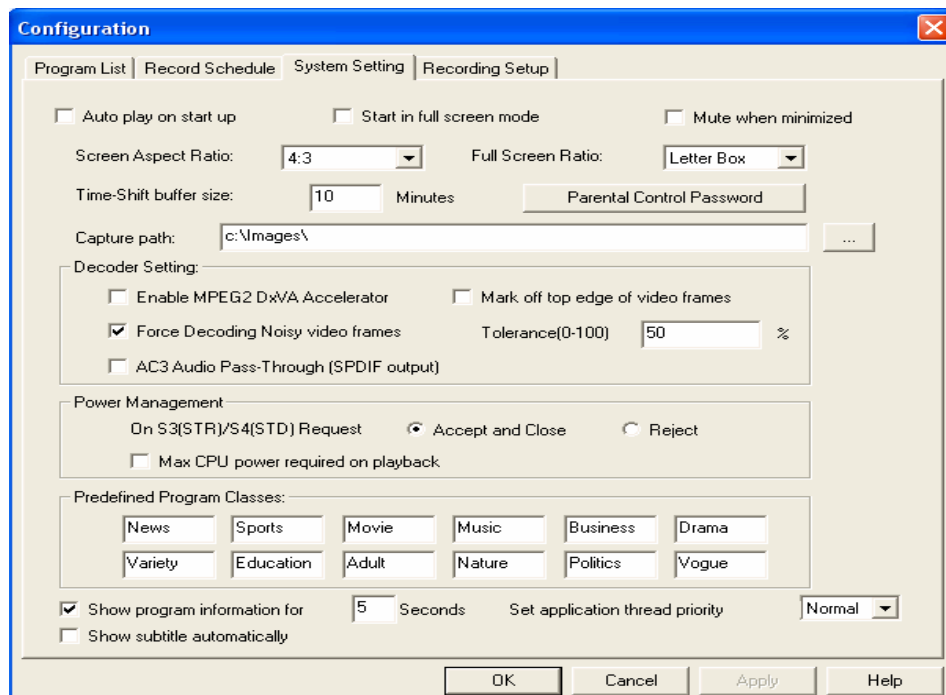 Configuration
Program List Record Schedule System Setting Recording Setup
Auto play on start up Start in full screen mode Mute when minimized
Screen Aspect Ratio: 4:3 Full Screen Ratio: Letter Box
Time-Shift buffer size: 10 Minutes Parental Control Password
Capture path: c:\Images\ ...
Decoder Setting:
Enable MPEG2 DxVA Accelerator Mark off top edge of video frames
Force Decoding Noisy video frames Tolerance(0-100) 50 %
AC3 Audio Pass-Through (SPDIF output)
Power Management
On S3(STR)/S4(STD) Request Accept and Close Reject
Max CPU power required on playback
Predefined Program Classes:
News Sports Movie Music Business Drama
Variety Education Adult Nature Politics Vogue
Show program information for 5 Seconds Set application thread priority Normal
Show subtitle automatically
OK Cancel Apply Help